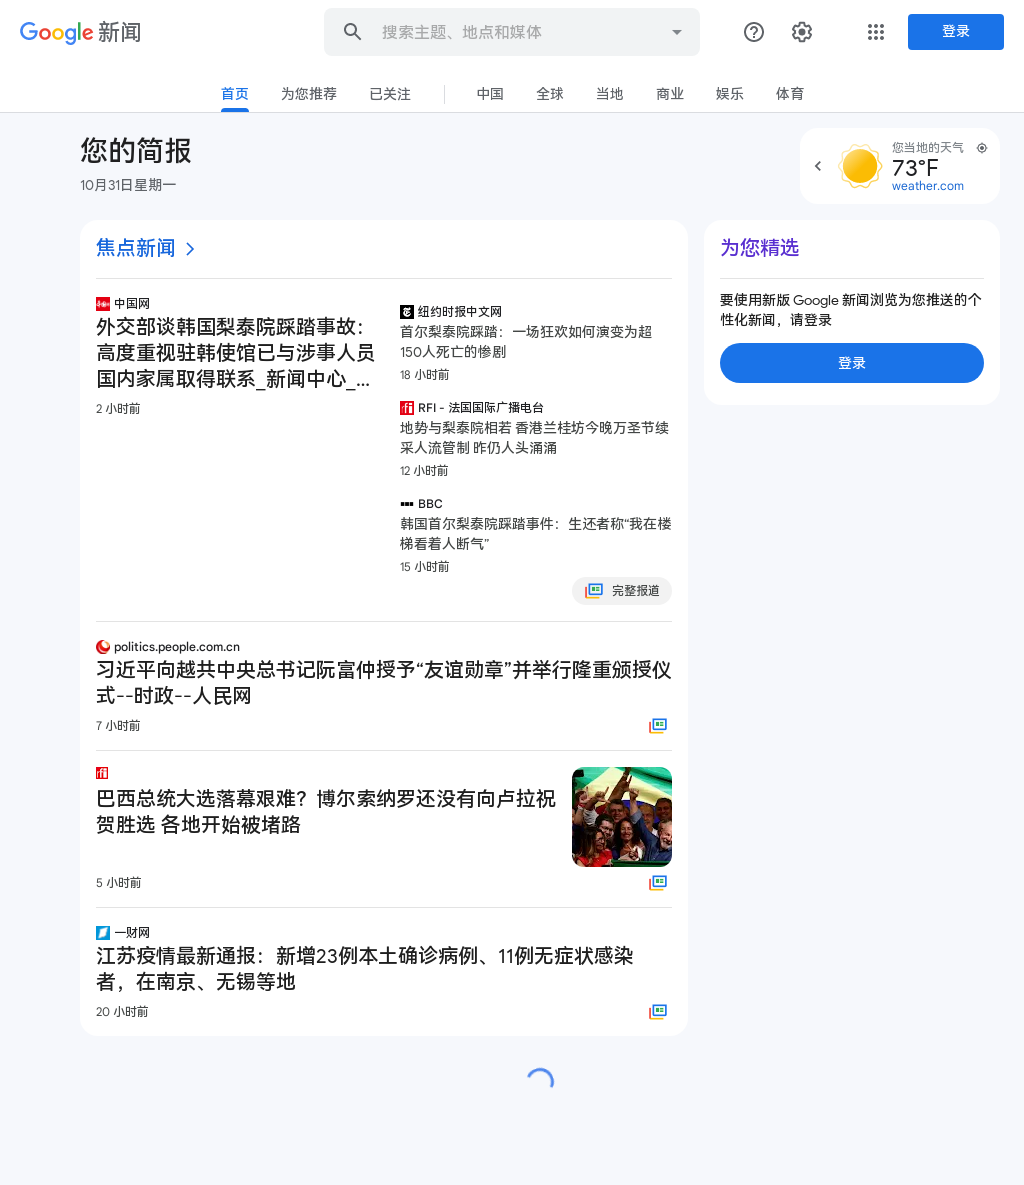 Google 新闻
搜索主题、地点和媒体
登录
首页
为您推荐
已关注
中国
全球
当地
商业
娱乐
体育
您的简报
10月31日星期一
您当地的天气
73°F
weather.com
焦点新闻
中国网
外交部谈韩国梨泰院踩踏事故：
高度重视驻韩使馆已与涉事人员
国内家属取得联系_新闻中心_...
2 小时前
纽约时报中文网
首尔梨泰院踩踏：一场狂欢如何演变为超
150人死亡的惨剧
18 小时前
RFI - 法国国际广播电台
地势与梨泰院相若 香港兰桂坊今晚万圣节续
采人流管制 昨仍人头涌涌
12 小时前
BBC
韩国首尔梨泰院踩踏事件：生还者称“我在楼
梯看着人断气”
15 小时前
完整报道
politics.people.com.cn
习近平向越共中央总书记阮富仲授予“友谊勋章”并举行隆重颁授仪
式--时政--人民网
7 小时前
巴西总统大选落幕艰难？博尔索纳罗还没有向卢拉祝
贺胜选 各地开始被堵路
5 小时前
一财网
江苏疫情最新通报：新增23例本土确诊病例、11例无症状感染
者，在南京、无锡等地
20 小时前
为您精选
要使用新版 Google 新闻浏览为您推送的个
性化新闻，请登录
登录